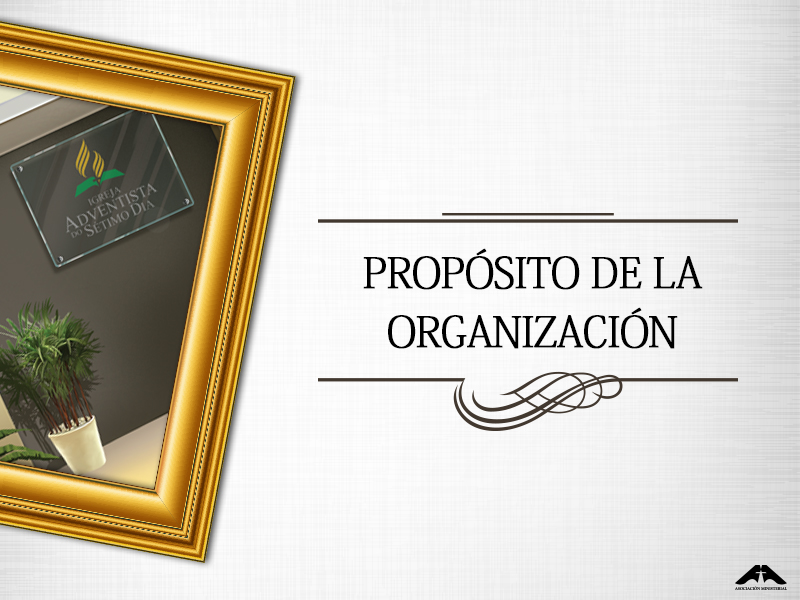 IGREJA
ADVENTISTA
DO SÉTIMO DIA
PROPÓSITO DE LA
ORGANIZACIÓN
ASOCIACIÓN MINISTERIAL